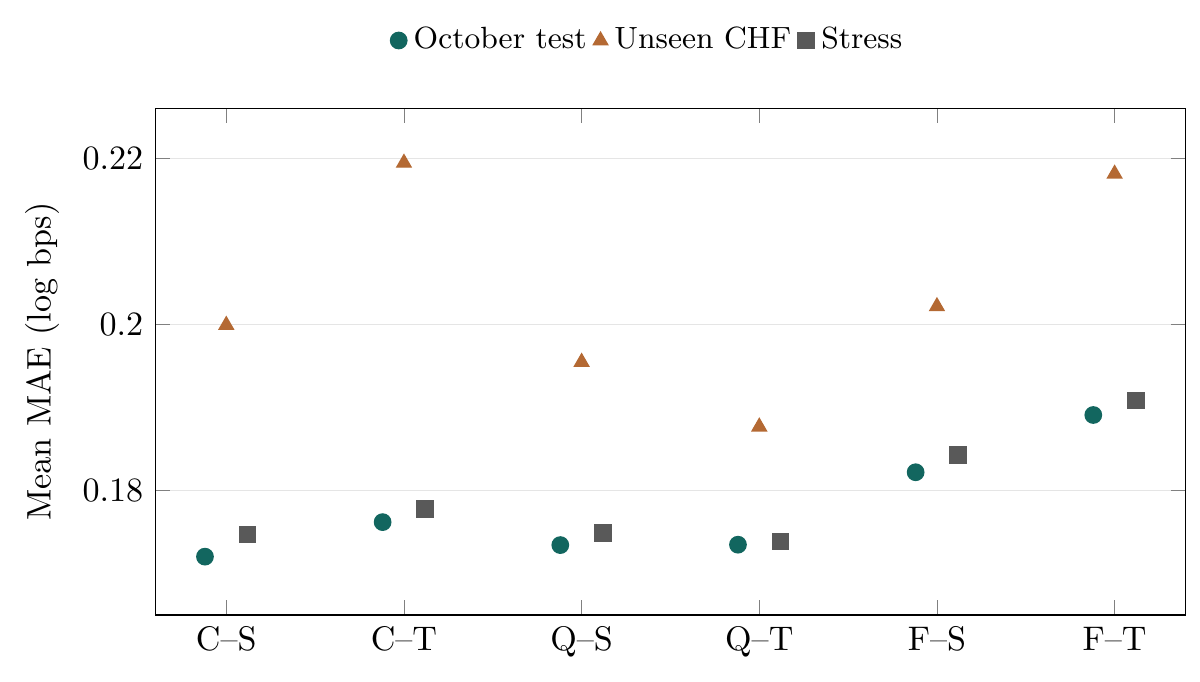 October test Unseen CHF Stress
0.22
0.2
0.18
Mean MAE (log bps)
C–S C–T Q–S Q–T F–S F–T